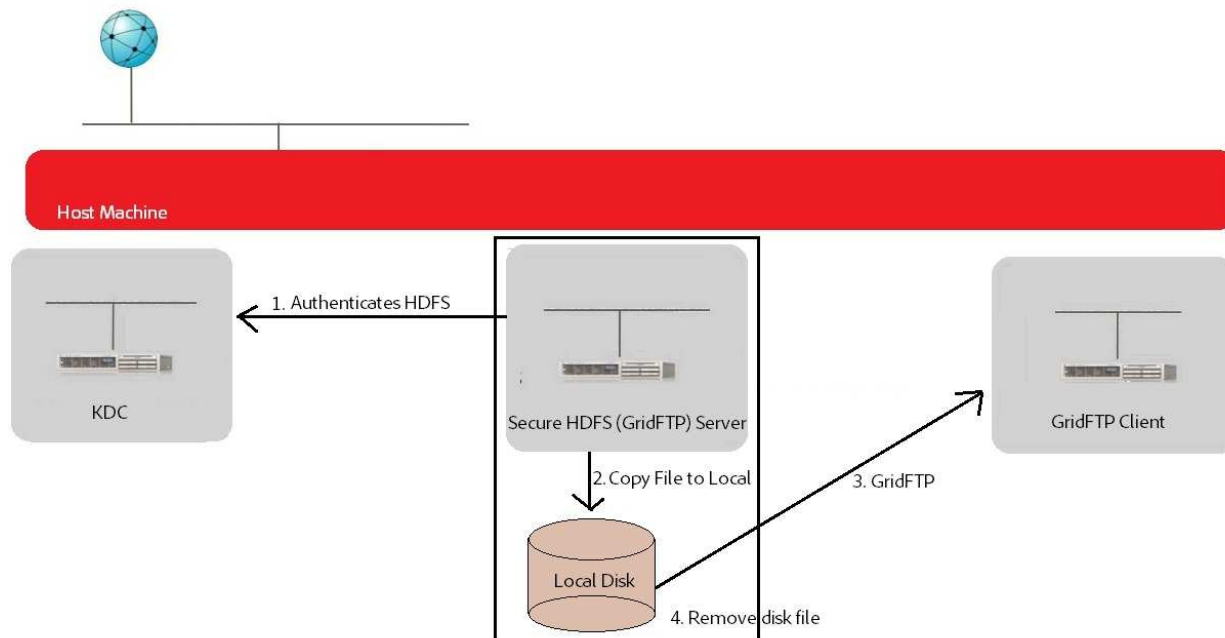 Host Machine
1. Authenticates HDFS
KDC
Secure HDFS (GridFTP) Server
GridFTP Client
2. Copy File to Local
3. GridFTP
Local Disk
4. Remove disk file